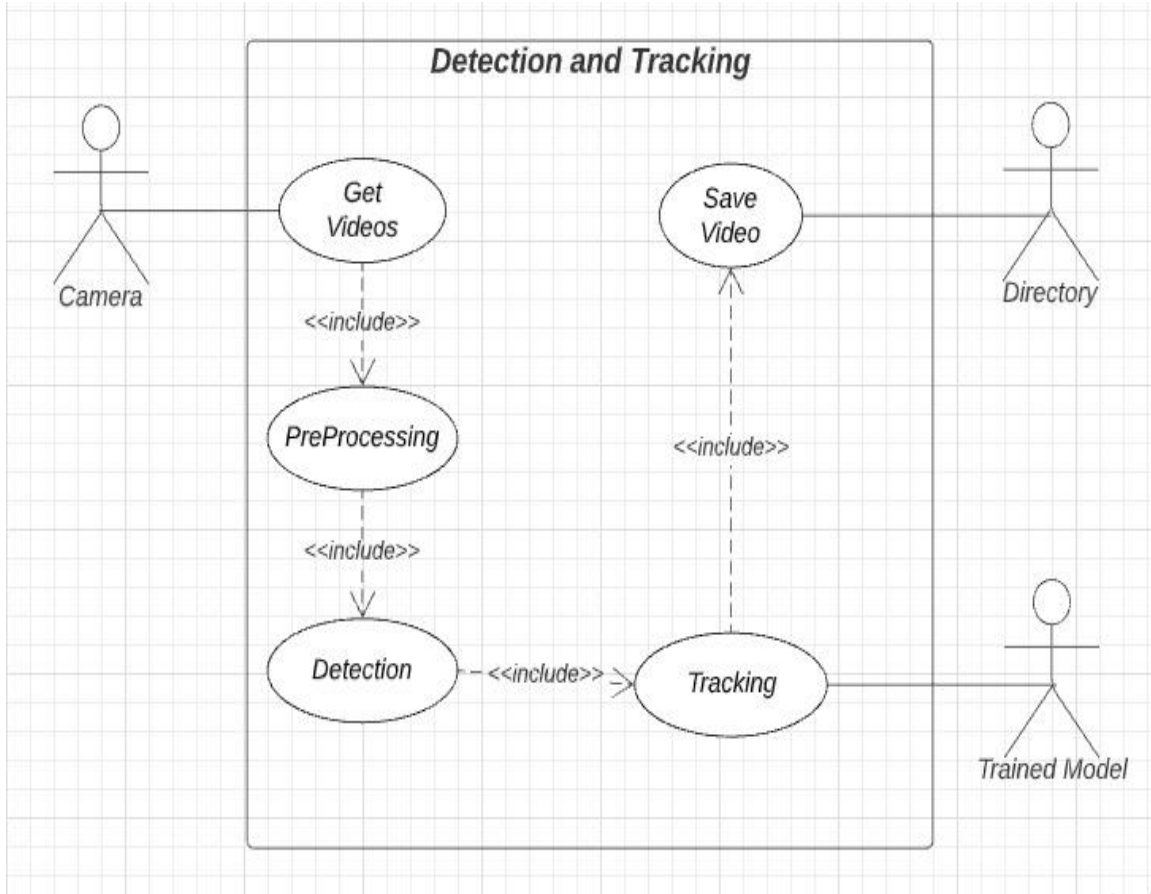 Detection and Tracking
Get
Videos
Save
Video
Camera
Directory
<<include>>
PreProcessing
<<include>>
<<include>>
Detection
<<include>>
Tracking
Trained Model